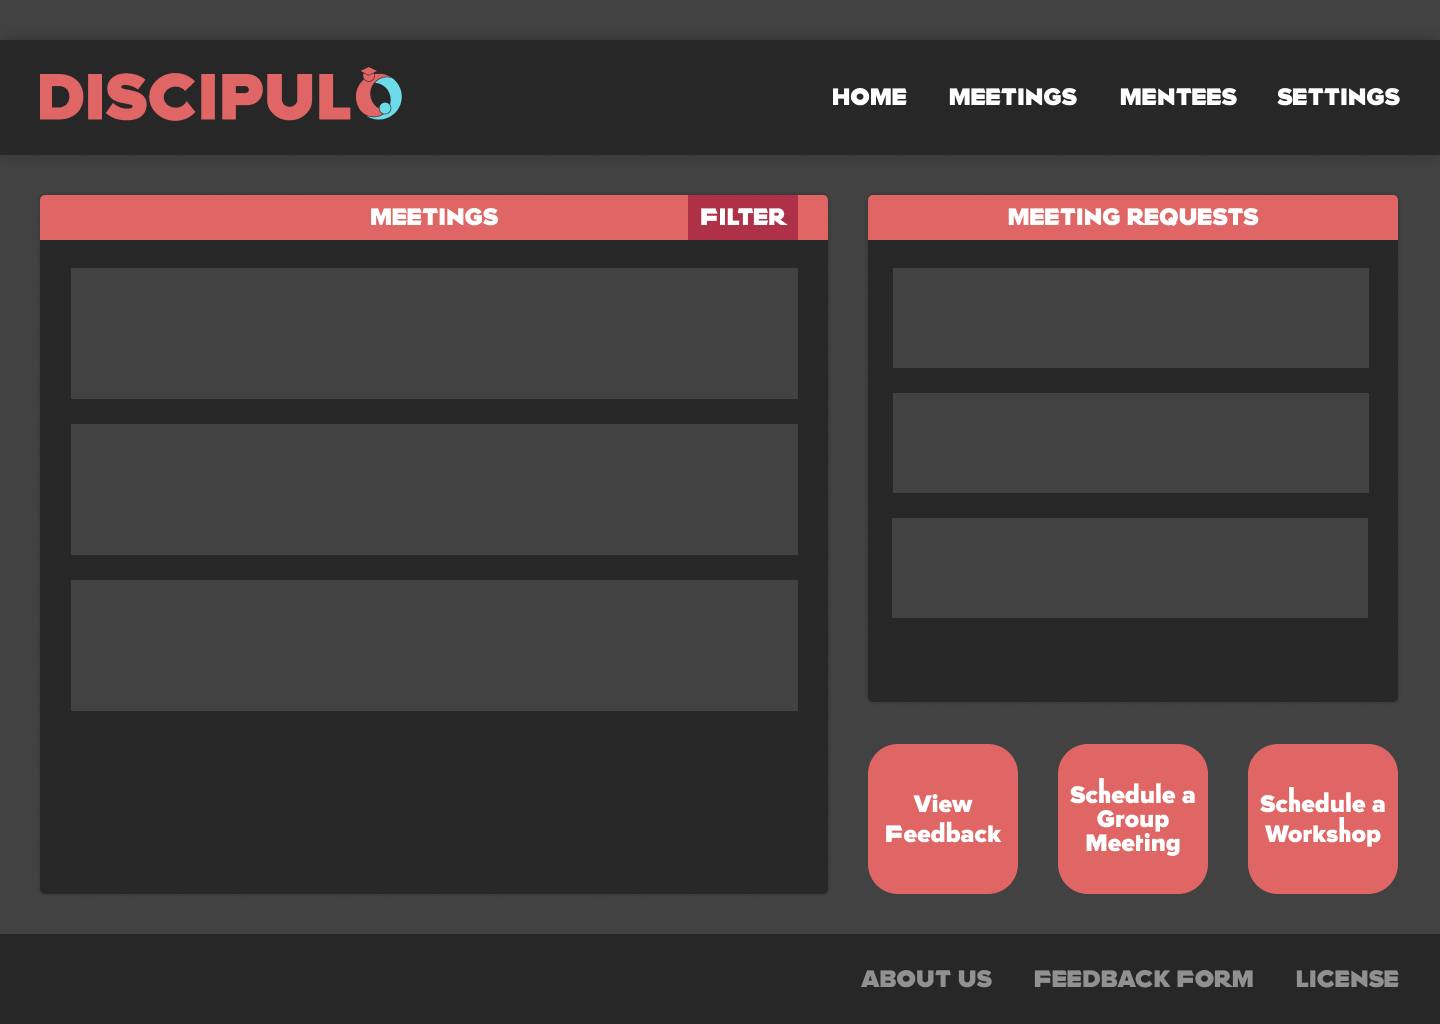 DISCIPULO
HOME MEETINGS MENTEES SETTINGS
MEETINGS FILTER
MEETING REQUESTS
View
Feedback
Schedule a
Group
Meeting
Schedule a
Workshop
ABOUT US FEEDBACK FORM LICENSE